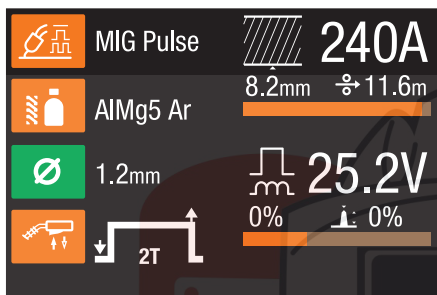 MIG Pulse
240A
8.2mm 11.6m
AlMg5 Ar
Ø 1.2mm
25.2V
0% 0%
2T